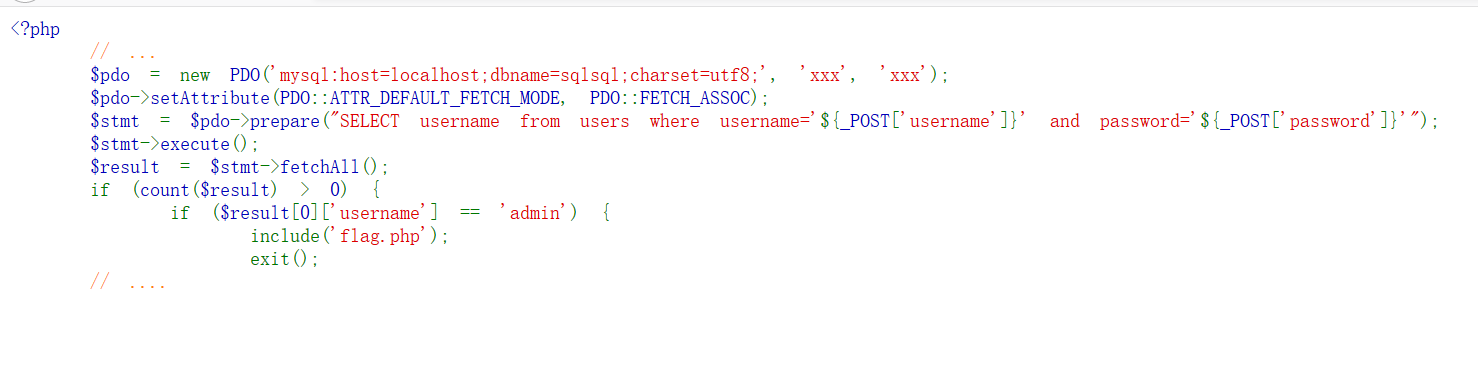 <?php
// ...
$pdo = new PDO('mysql:host=localhost;dbname=sqlsql;charset=utf8;', 'xxx', 'xxx');
$pdo->setAttribute(PDO::ATTR_DEFAULT_FETCH_MODE, PDO::FETCH_ASSOC);
$stmt = $pdo->prepare("SELECT username from users where username='${_POST['username']}' and password='${_POST['password']}'");
$stmt->execute();
$result = $stmt->fetchAll();
if (count($result) > 0) {
if ($result[0]['username'] == 'admin') {
include('flag.php');
exit();
// ....